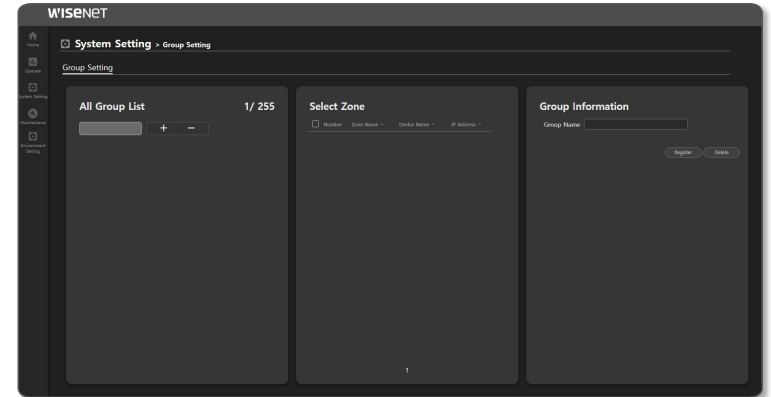 WISENET
Home
Operate
System Setting
Maintenance
Environment
Setting
System Setting > Group Setting
Group Setting
All Group List 1/ 255
+ −
Select Zone
Number Zone Name Device Name IP Address
1
Group Information
Group Name
Register Delete